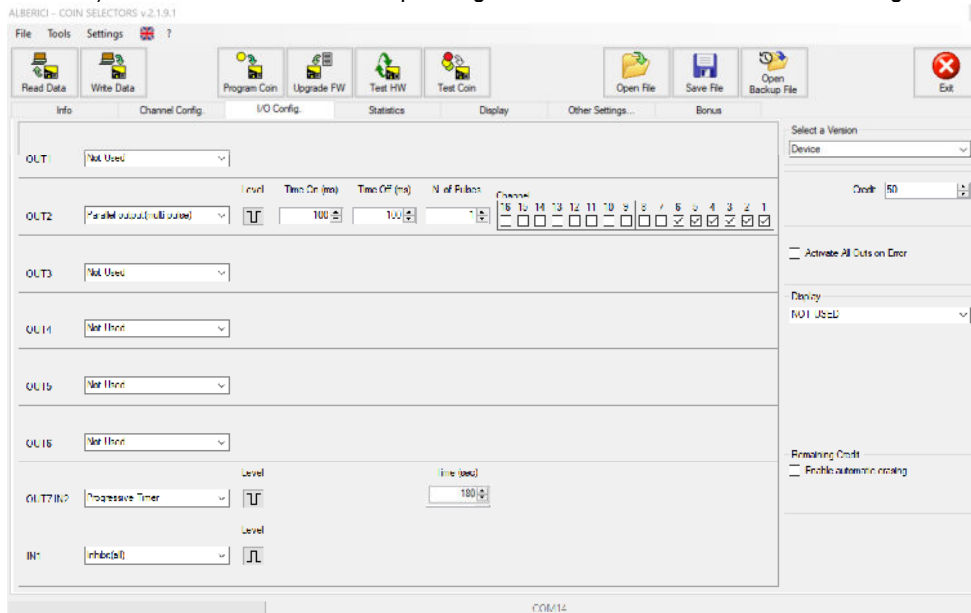 ALBERICI - COIN SELECTORS v.2.1.9.1
File Tools Settings ?
Read Data Write Data Program Coin Upgrade FW Test HW Test Coin Open File Save File Open Backup File Exit
Info Channel Config. I/O Config. Statistics Display Other Settings... Bonus
Select a Version
Device
OUT1 Not Used
Credit 50
Level Time On (ms) Time Off (ms) N. of Pulses Channel
16 15 14 13 12 11 10 9 8 7 6 5 4 3 2 1
OUT2 Parallel output(multi pulse) 100 100 1
Activate All Outs on Error
OUT3 Not Used
Display
NOT USED
OUT4 Not Used
OUT5 Not Used
OUT6 Not Used
Remaining Credit
Enable automatic erasing
Level Time (sec)
OUT7IN2 Progressive Timer 180
Level
IN1 Inhibit(all)
COM14